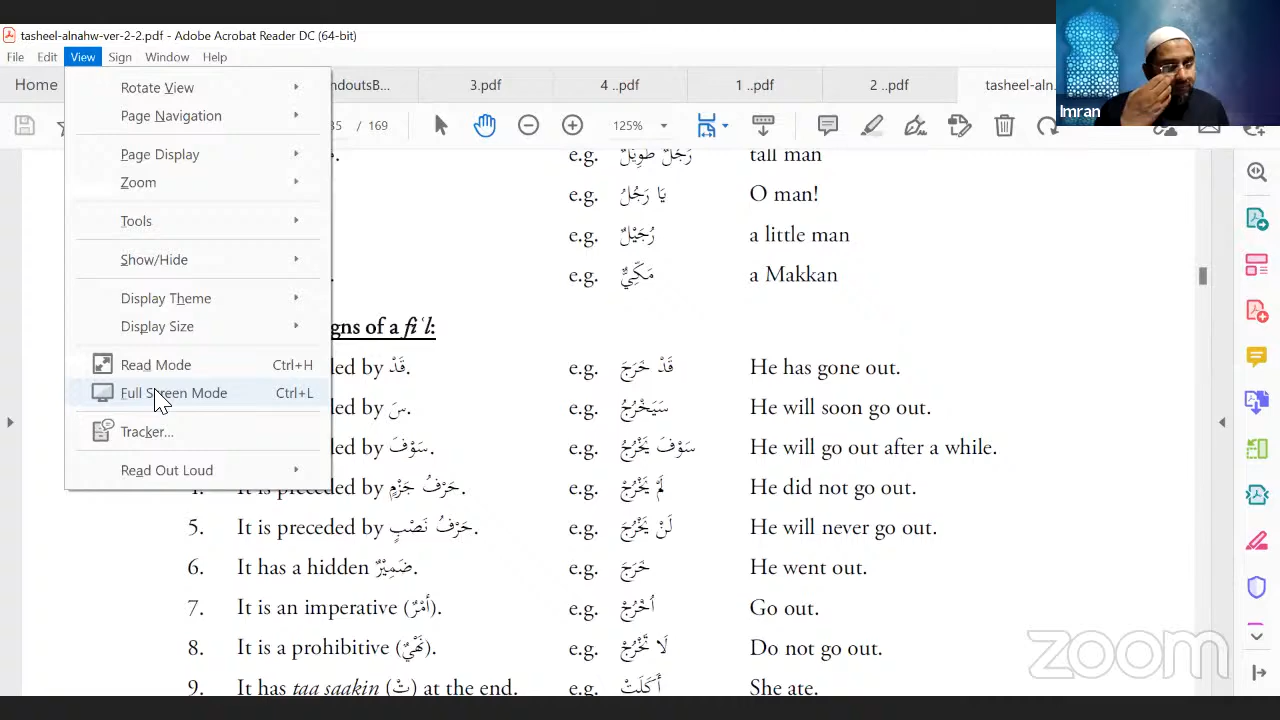 tasheel-alnahw-ver-2-2.pdf - Adobe Acrobat Reader DC (64-bit)
File Edit View Sign Window Help
Home ndoutsB... 3.pdf 4 ..pdf 1 ..pdf 2 ..pdf tasheel-aln
Imran
35 / 169 125%
Rotate View
Page Navigation
Page Display
Zoom
Tools
Show/Hide
Display Theme
Display Size
Read Mode Ctrl+H
Full Screen Mode Ctrl+L
Tracker...
Read Out Loud
e.g. رَجُلٌ طَوِيْلٌ tall man
e.g. يَا رَجُلُ O man!
e.g. رُجَيْلٌ a little man
e.g. مَكِّيٌّ a Makkan
gns of a fiʿl:
ded by قَدْ. e.g. قَدْ خَرَجَ He has gone out.
ded by سَ. e.g. سَيَخْرُجُ He will soon go out.
ded by سَوْفَ. e.g. سَوْفَ يَخْرُجُ He will go out after a while.
4. It is preceded by حَرْفُ جَزْمٍ. e.g. لَمْ يَخْرُجْ He did not go out.
5. It is preceded by حَرْفُ نَصْبٍ. e.g. لَنْ يَخْرُجَ He will never go out.
6. It has a hidden ضَمِيْرٌ. e.g. خَرَجَ He went out.
7. It is an imperative (أَمْرٌ). e.g. اُخْرُجْ Go out.
8. It is a prohibitive (نَهْيٌ). e.g. لَا تَخْرُجْ Do not go out.
9. It has taa saakin (تْ) at the end. e.g. أَكَلَتْ She ate.
zoom